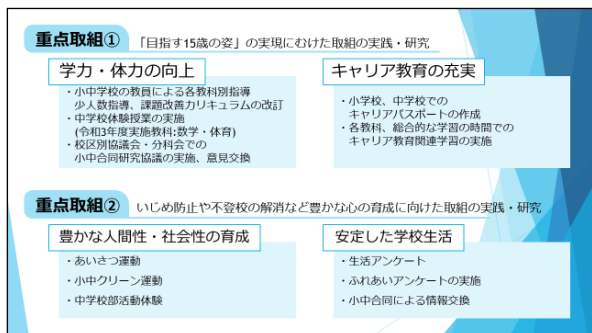 重点取組① 「目指す15歳の姿」の実現にむけた取組の実践・研究
学力・体力の向上
・小中学校の教員による各教科別指導
少人数指導、課題改善カリキュラムの改訂
・中学校体験授業の実施
(令和3年度実施教科:数学・体育)
・校区別協議会・分科会での
小中合同研究協議の実施、意見交換
キャリア教育の充実
・小学校、中学校での
キャリアパスポートの作成
・各教科、総合的な学習の時間での
キャリア教育関連学習の実施
重点取組② いじめ防止や不登校の解消など豊かな心の育成に向けた取組の実践・研究
豊かな人間性・社会性の育成
・あいさつ運動
・小中クリーン運動
・中学校部活動体験
安定した学校生活
・生活アンケート
・ふれあいアンケートの実施
・小中合同による情報交換